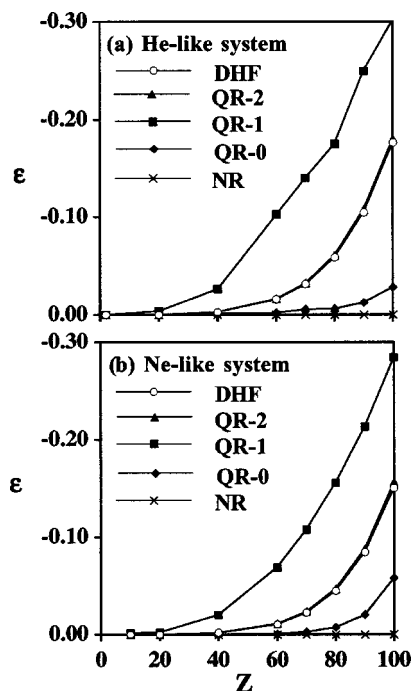 -0.30
(a) He-like system
DHF
QR-2
-0.20
QR-1
QR-0
ε
NR
-0.10
0.00
-0.30
(b) Ne-like system
DHF
QR-2
-0.20
QR-1
QR-0
ε
NR
-0.10
0.00
0 20 40 60 80 100
Z